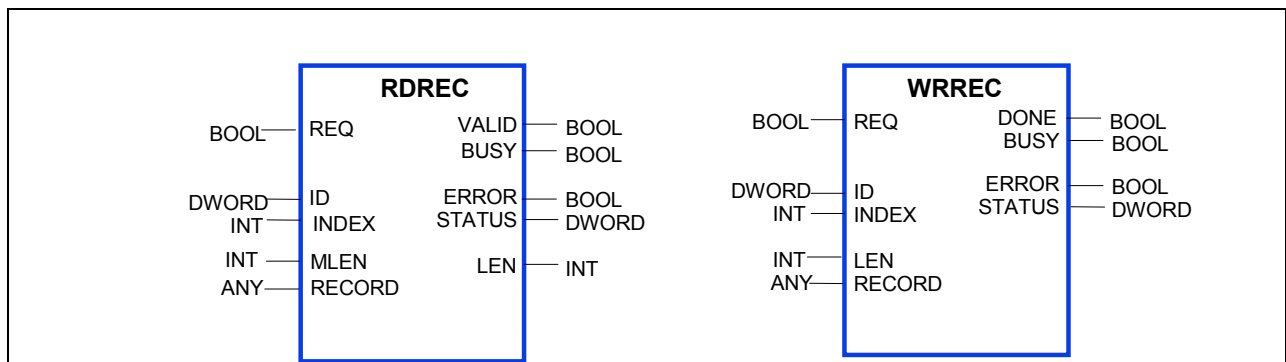 RDREC
BOOL REQ VALID BOOL
BUSY BOOL
DWORD ID ERROR BOOL
INT INDEX STATUS DWORD
INT MLEN LEN INT
ANY RECORD
WRREC
BOOL REQ DONE BOOL
BUSY BOOL
DWORD ID ERROR BOOL
INT INDEX STATUS DWORD
INT LEN
ANY RECORD